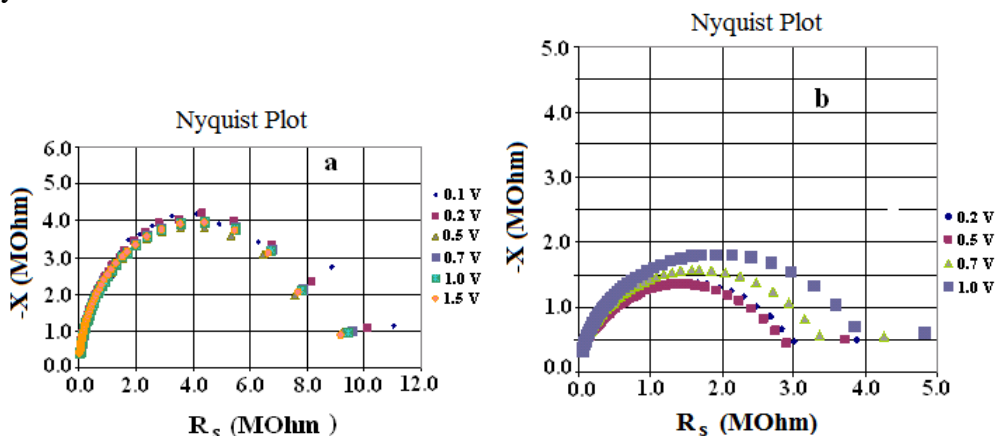 y
Nyquist Plot
a
6.0
5.0
4.0
3.0
2.0
1.0
0.0
-X (MOhm)
0.0 2.0 4.0 6.0 8.0 10.0 12.0
R_s (MOhm )
0.1 V
0.2 V
0.5 V
0.7 V
1.0 V
1.5 V
Nyquist Plot
b
5.0
4.0
3.0
2.0
1.0
0.0
-X (MOhm)
0.0 1.0 2.0 3.0 4.0 5.0
R_s (MOhm)
0.2 V
0.5 V
0.7 V
1.0 V